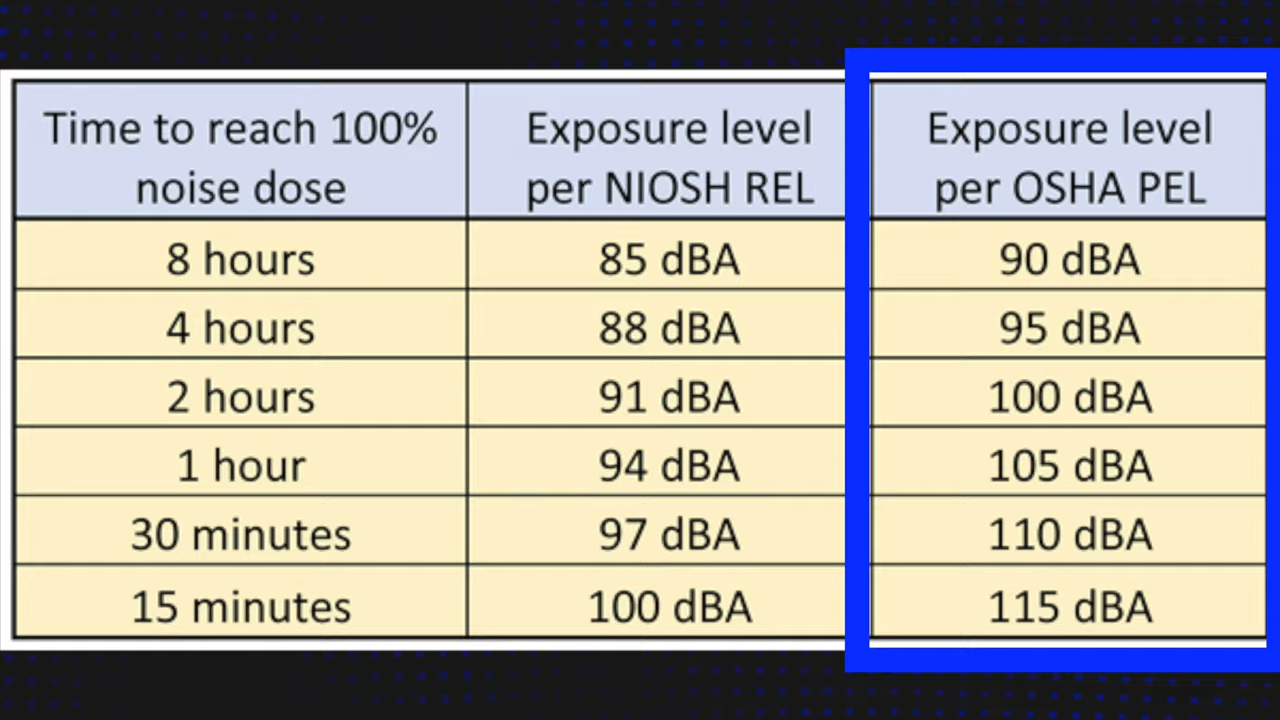 Time to reach 100%
noise dose
Exposure level
per NIOSH REL
Exposure level
per OSHA PEL
8 hours
85 dBA
90 dBA
4 hours
88 dBA
95 dBA
2 hours
91 dBA
100 dBA
1 hour
94 dBA
105 dBA
30 minutes
97 dBA
110 dBA
15 minutes
100 dBA
115 dBA